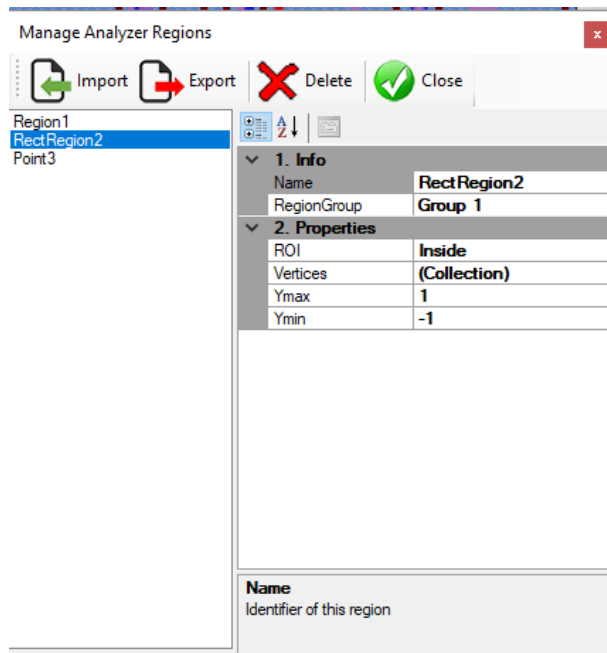 Manage Analyzer Regions
x
Import Export Delete Close
Region1
RectRegion2
Point3
A
Z
1. Info
Name RectRegion2
RegionGroup Group 1
2. Properties
ROI Inside
Vertices (Collection)
Ymax 1
Ymin -1
Name
Identifier of this region